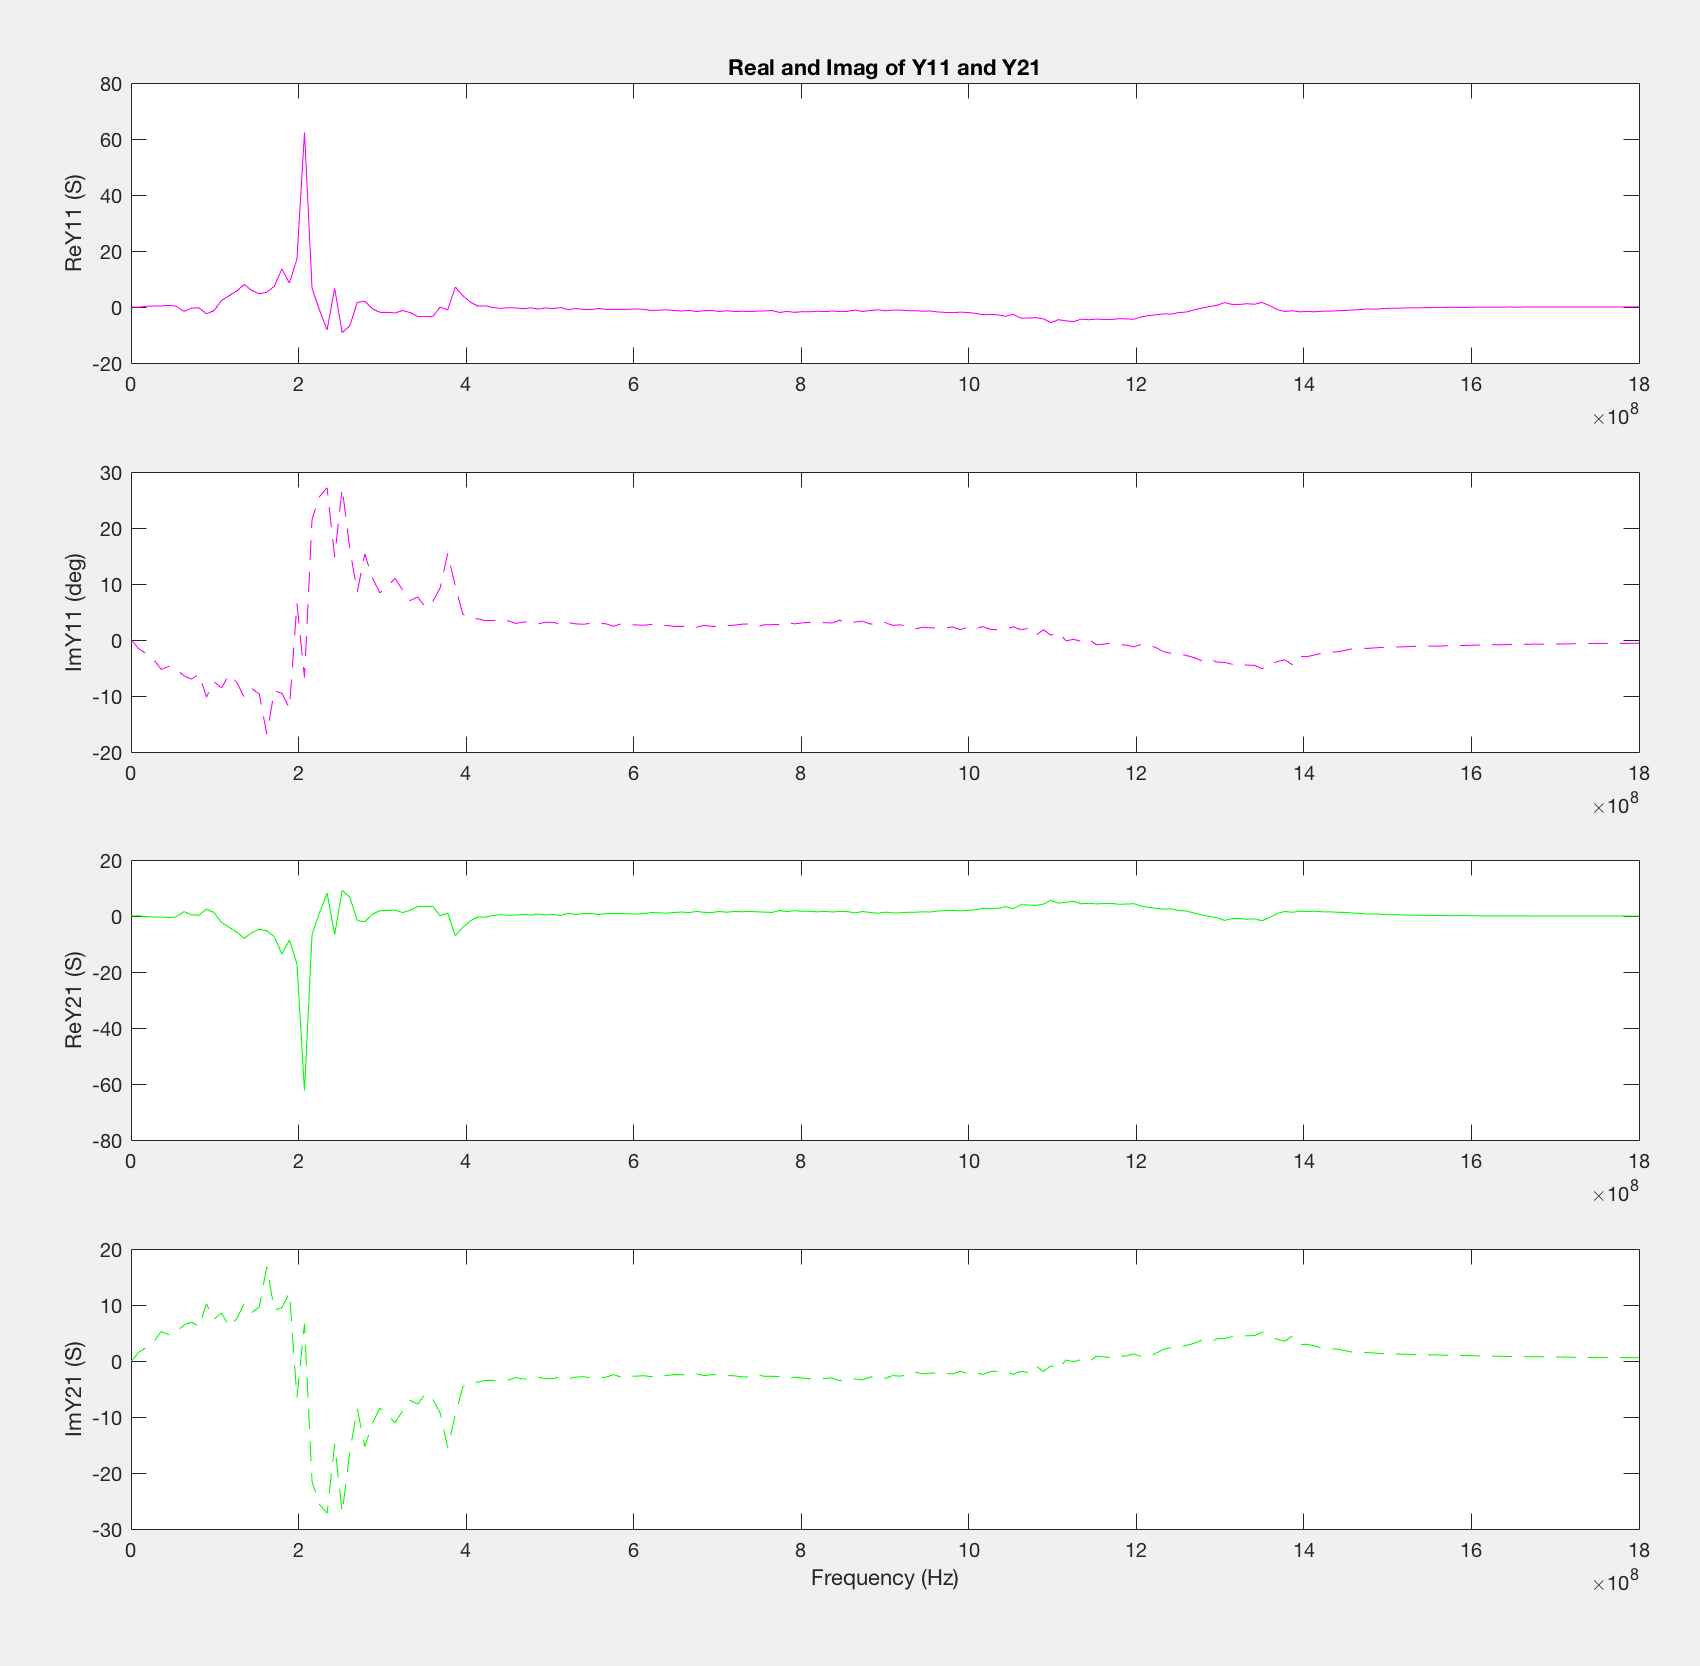 Real and Imag of Y11 and Y21
80
60
40
20
0
-20
ReY11 (S)
0 2 4 6 8 10 12 14 16 18
×10^8
30
20
10
0
-10
-20
ImY11 (deg)
0 2 4 6 8 10 12 14 16 18
×10^8
20
0
-20
-40
-60
-80
ReY21 (S)
0 2 4 6 8 10 12 14 16 18
×10^8
20
10
0
-10
-20
-30
ImY21 (S)
0 2 4 6 8 10 12 14 16 18
Frequency (Hz)
×10^8